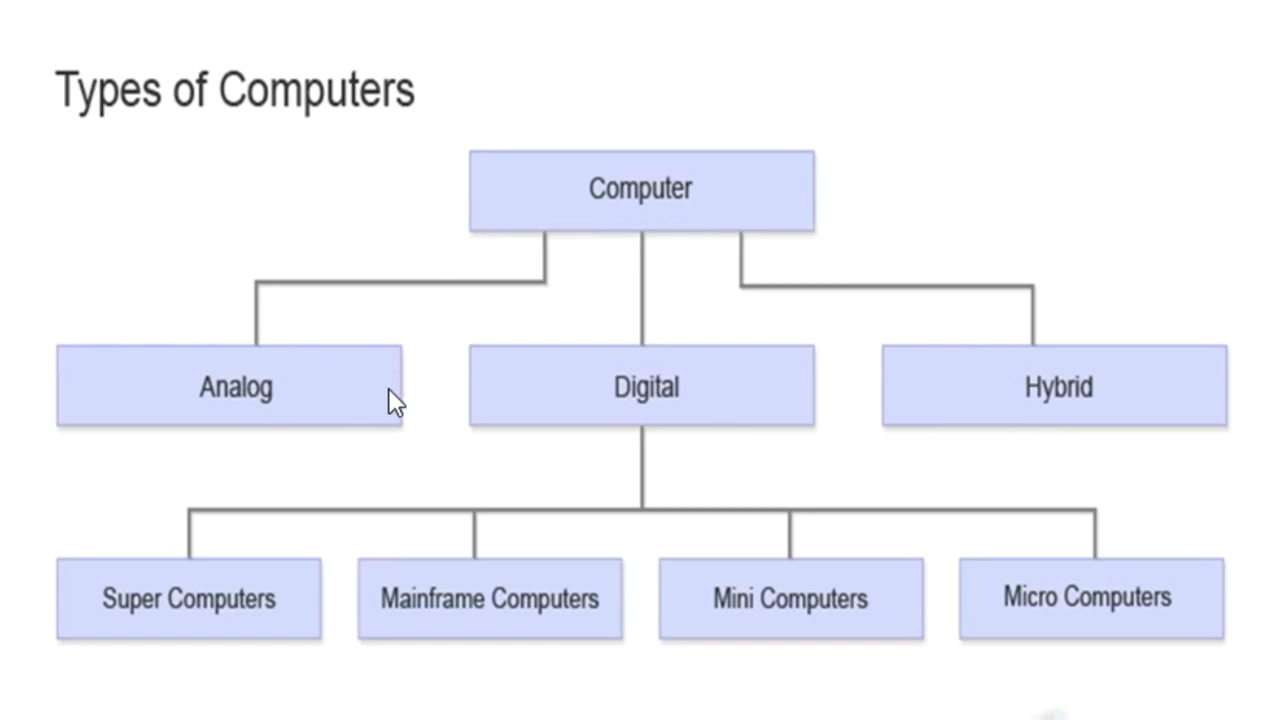 Types of Computers
Computer
Analog
Digital
Hybrid
Super Computers
Mainframe Computers
Mini Computers
Micro Computers